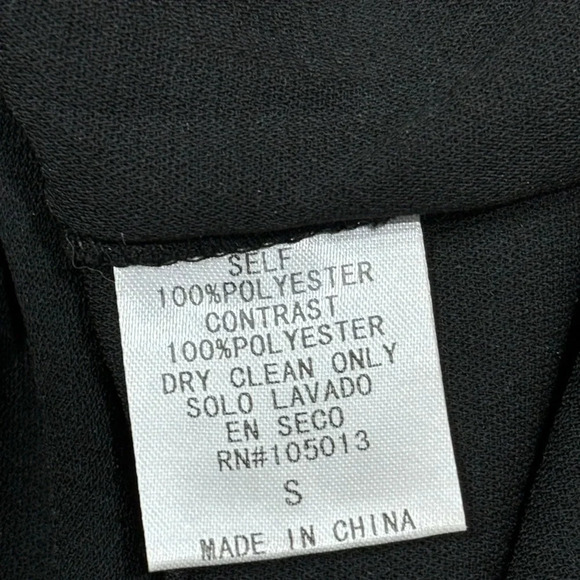 SELF
100%POLYESTER
CONTRAST
100%POLYESTER
DRY CLEAN ONLY
SOLO LAVADO
EN SECO
RN#105013
S
MADE IN CHINA